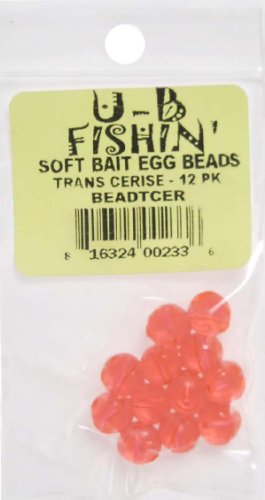 U-B
FISHIN'
SOFT BAIT EGG BEADS
TRANS CERISE - 12 PK
BEADTCER
8 16324 00233 6